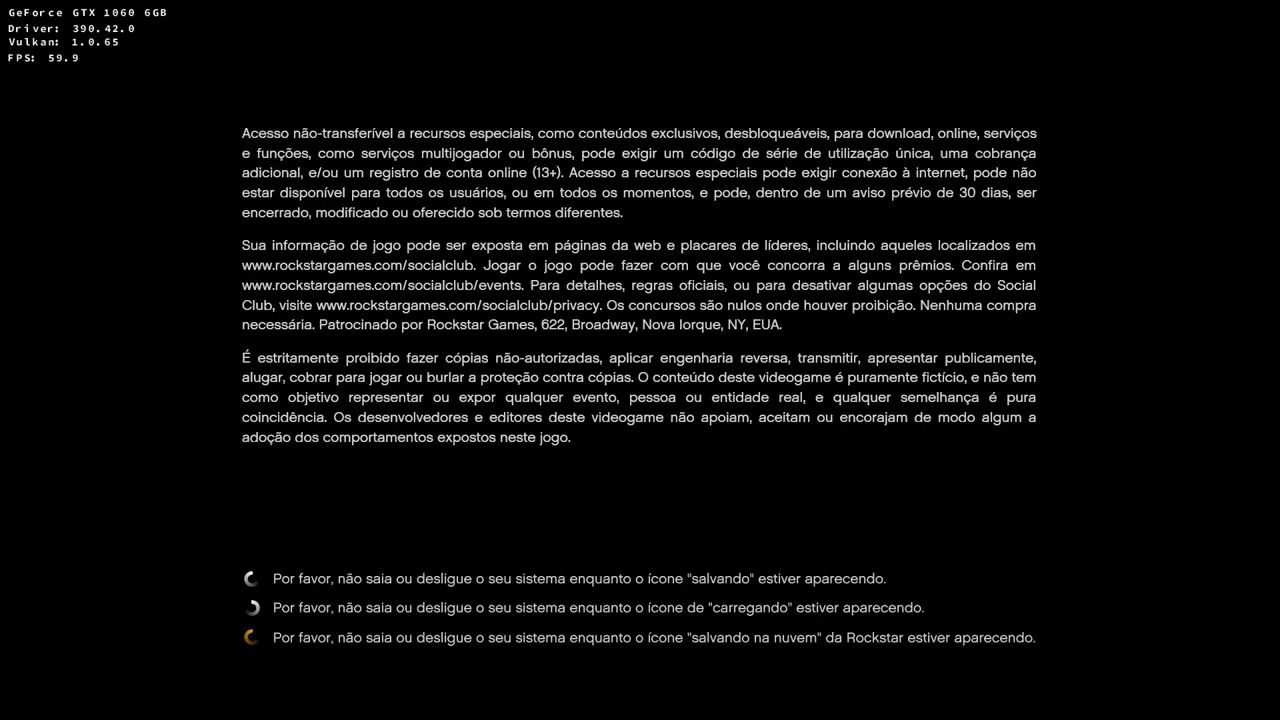 GeForce GTX 1060 6GB
Driver: 390.42.0
Vulkan: 1.0.65
FPS: 59.9
Acesso não-transferível a recursos especiais, como conteúdos exclusivos, desbloqueáveis, para download, online, serviços
e funções, como serviços multijogador ou bônus, pode exigir um código de série de utilização única, uma cobrança
adicional, e/ou um registro de conta online (13+). Acesso a recursos especiais pode exigir conexão à internet, pode não
estar disponível para todos os usuários, ou em todos os momentos, e pode, dentro de um aviso prévio de 30 dias, ser
encerrado, modificado ou oferecido sob termos diferentes.
Sua informação de jogo pode ser exposta em páginas da web e placares de líderes, incluindo aqueles localizados em
www.rockstargames.com/socialclub. Jogar o jogo pode fazer com que você concorra a alguns prêmios. Confira em
www.rockstargames.com/socialclub/events. Para detalhes, regras oficiais, ou para desativar algumas opções do Social
Club, visite www.rockstargames.com/socialclub/privacy. Os concursos são nulos onde houver proibição. Nenhuma compra
necessária. Patrocinado por Rockstar Games, 622, Broadway, Nova Iorque, NY, EUA.
É estritamente proibido fazer cópias não-autorizadas, aplicar engenharia reversa, transmitir, apresentar publicamente,
alugar, cobrar para jogar ou burlar a proteção contra cópias. O conteúdo deste videogame é puramente fictício, e não tem
como objetivo representar ou expor qualquer evento, pessoa ou entidade real, e qualquer semelhança é pura
coincidência. Os desenvolvedores e editores deste videogame não apoiam, aceitam ou encorajam de modo algum a
adoção dos comportamentos expostos neste jogo.
Por favor, não saia ou desligue o seu sistema enquanto o ícone "salvando" estiver aparecendo.
Por favor, não saia ou desligue o seu sistema enquanto o ícone de "carregando" estiver aparecendo.
Por favor, não saia ou desligue o seu sistema enquanto o ícone "salvando na nuvem" da Rockstar estiver aparecendo.